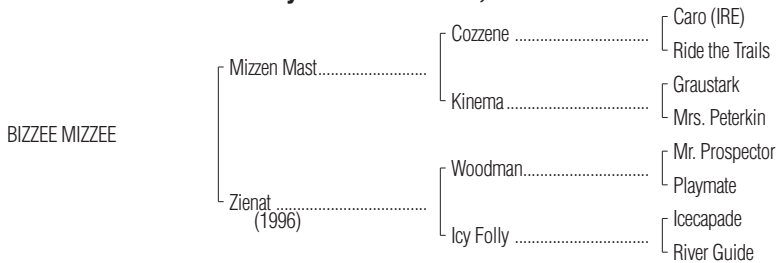 Caro (IRE)
Cozzene ..........................................
Ride the Trails
Mizzen Mast..........................
Graustark
Kinema.............................................
Mrs. Peterkin
BIZZEE MIZZEE
Mr. Prospector
Woodman........................................
Playmate
Zienat .....................................
(1996)
Icecapade
Icy Folly ..........................................
River Guide